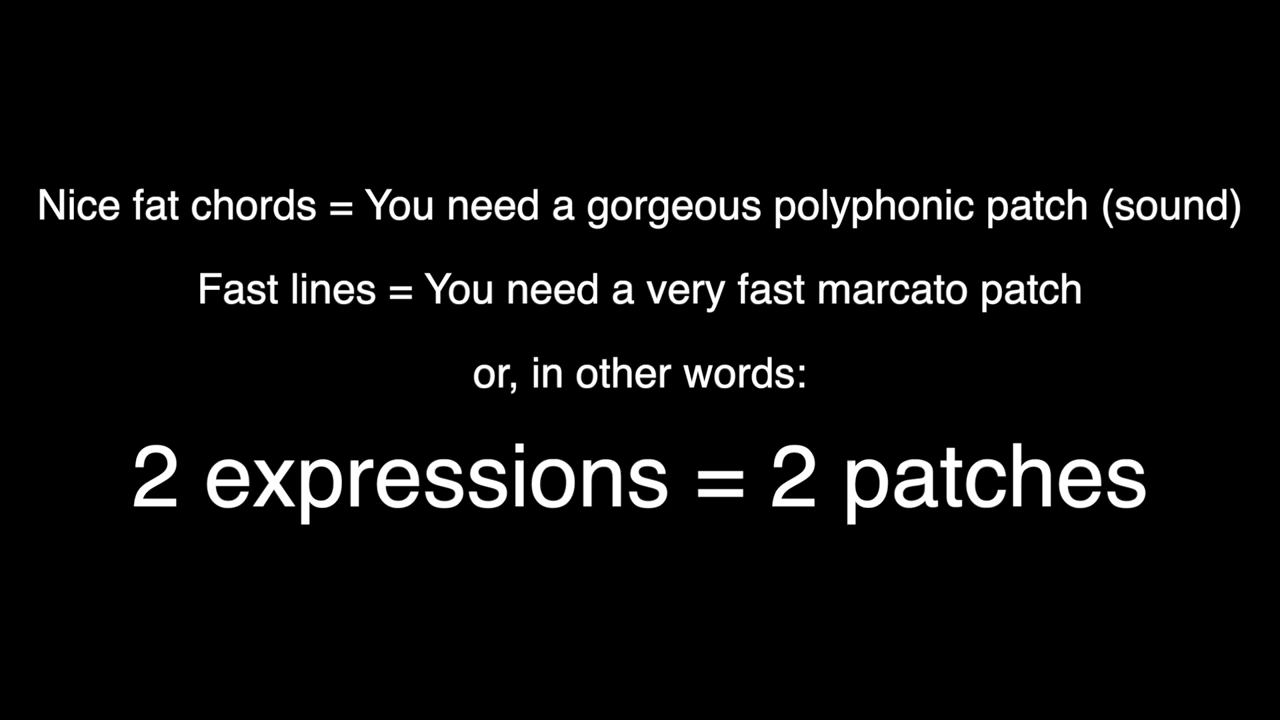 Nice fat chords = You need a gorgeous polyphonic patch (sound)
Fast lines = You need a very fast marcato patch
or, in other words:
2 expressions = 2 patches